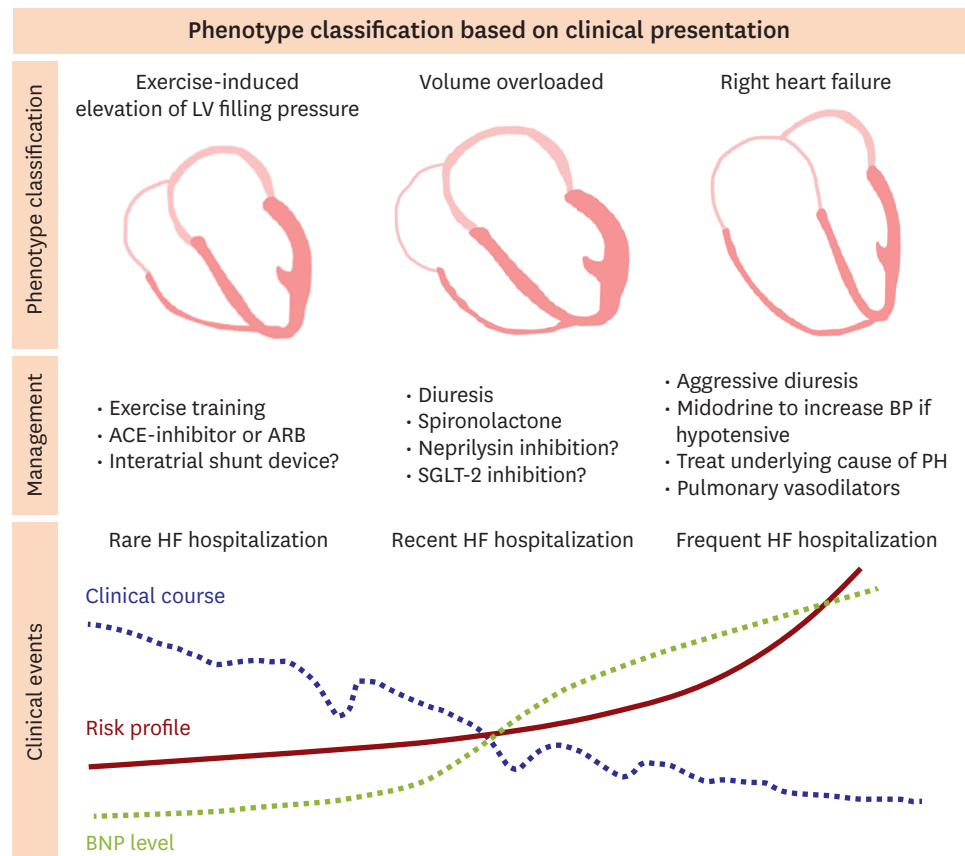 Phenotype classification based on clinical presentation
Phenotype classification
Exercise-induced
elevation of LV filling pressure
Volume overloaded
Right heart failure
Management
· Exercise training
· ACE-inhibitor or ARB
· Interatrial shunt device?
· Diuresis
· Spironolactone
· Neprilysin inhibition?
· SGLT-2 inhibition?
· Aggressive diuresis
· Midodrine to increase BP if
hypotensive
· Treat underlying cause of PH
· Pulmonary vasodilators
Clinical events
Rare HF hospitalization
Recent HF hospitalization
Frequent HF hospitalization
Clinical course
Risk profile
BNP level